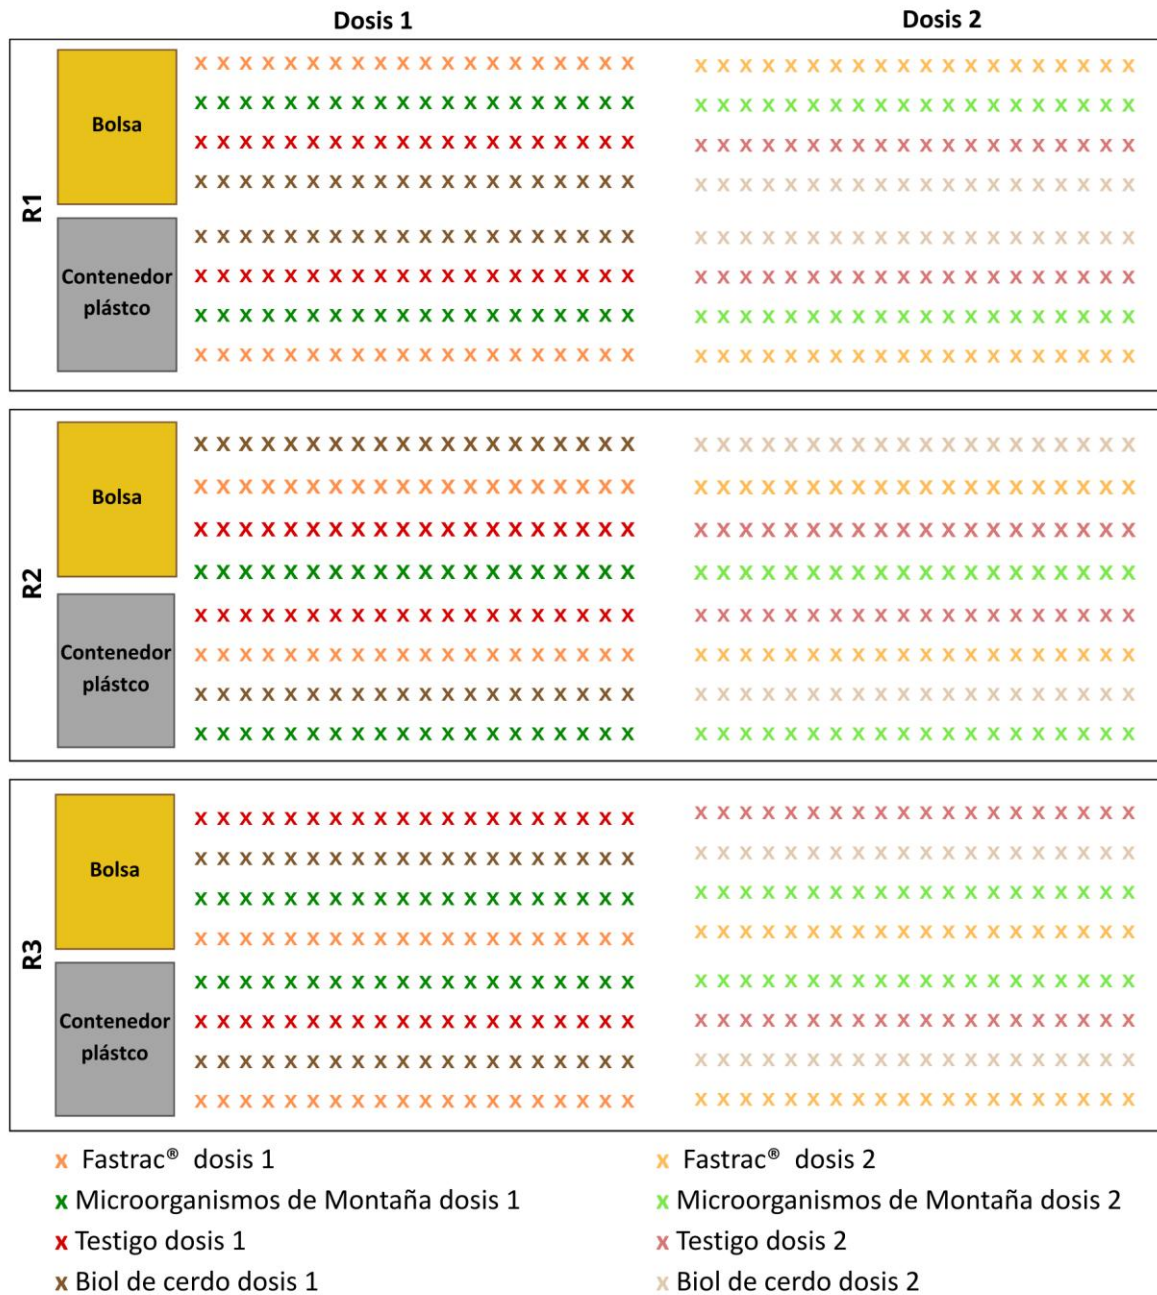 Dosis 1
Dosis 2
R1
Bolsa
Contenedor
plástco
R2
Bolsa
Contenedor
plástco
R3
Bolsa
Contenedor
plástco
x Fastrac® dosis 1
x Microorganismos de Montaña dosis 1
x Testigo dosis 1
x Biol de cerdo dosis 1
x Fastrac® dosis 2
x Microorganismos de Montaña dosis 2
x Testigo dosis 2
x Biol de cerdo dosis 2